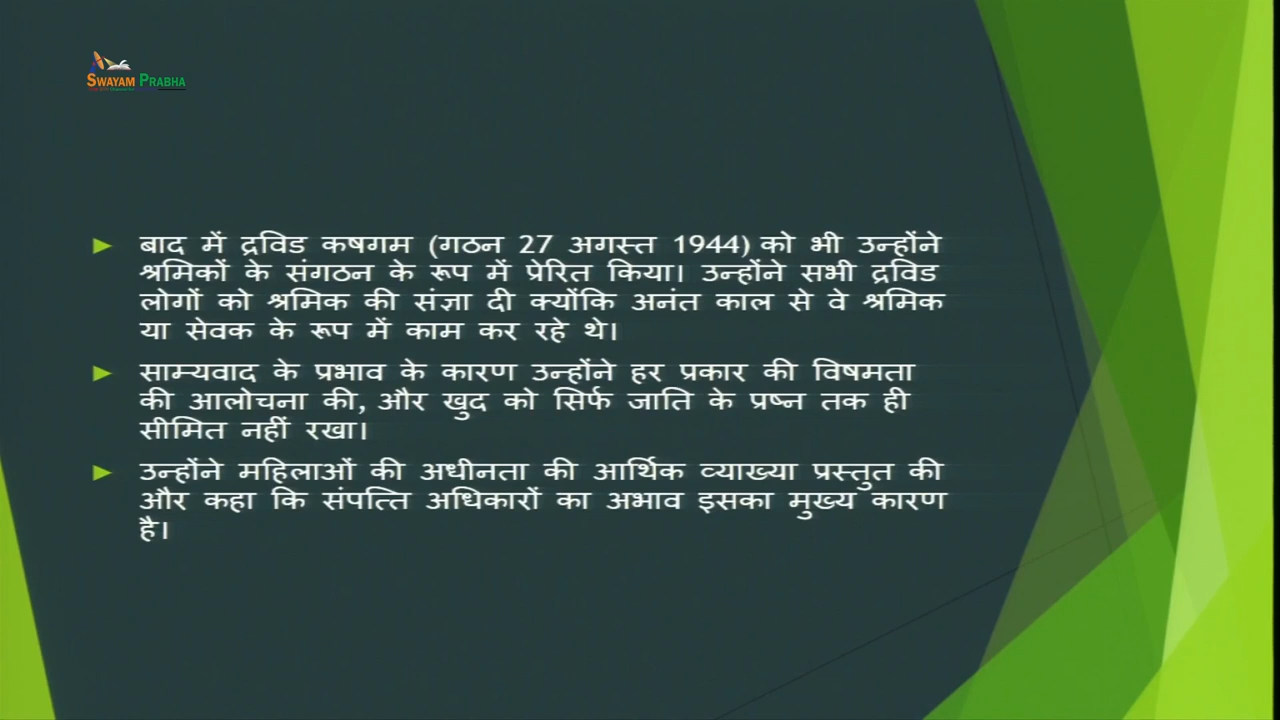 SWAYAM PRABHA
बाद में द्रविड कषगम (गठन 27 अगस्त 1944) को भी उन्होंने
श्रमिकों के संगठन के रूप में प्रेरित किया। उन्होंने सभी द्रविड
लोगों को श्रमिक की संज्ञा दी क्योंकि अनंत काल से वे श्रमिक
या सेवक के रूप में काम कर रहे थे।
साम्यवाद के प्रभाव के कारण उन्होंने हर प्रकार की विषमता
की आलोचना की, और खुद को सिर्फ जाति के प्रष्न तक ही
सीमित नहीं रखा।
उन्होंने महिलाओं की अधीनता की आर्थिक व्याख्या प्रस्तुत की
और कहा कि संपत्ति अधिकारों का अभाव इसका मुख्य कारण
है।